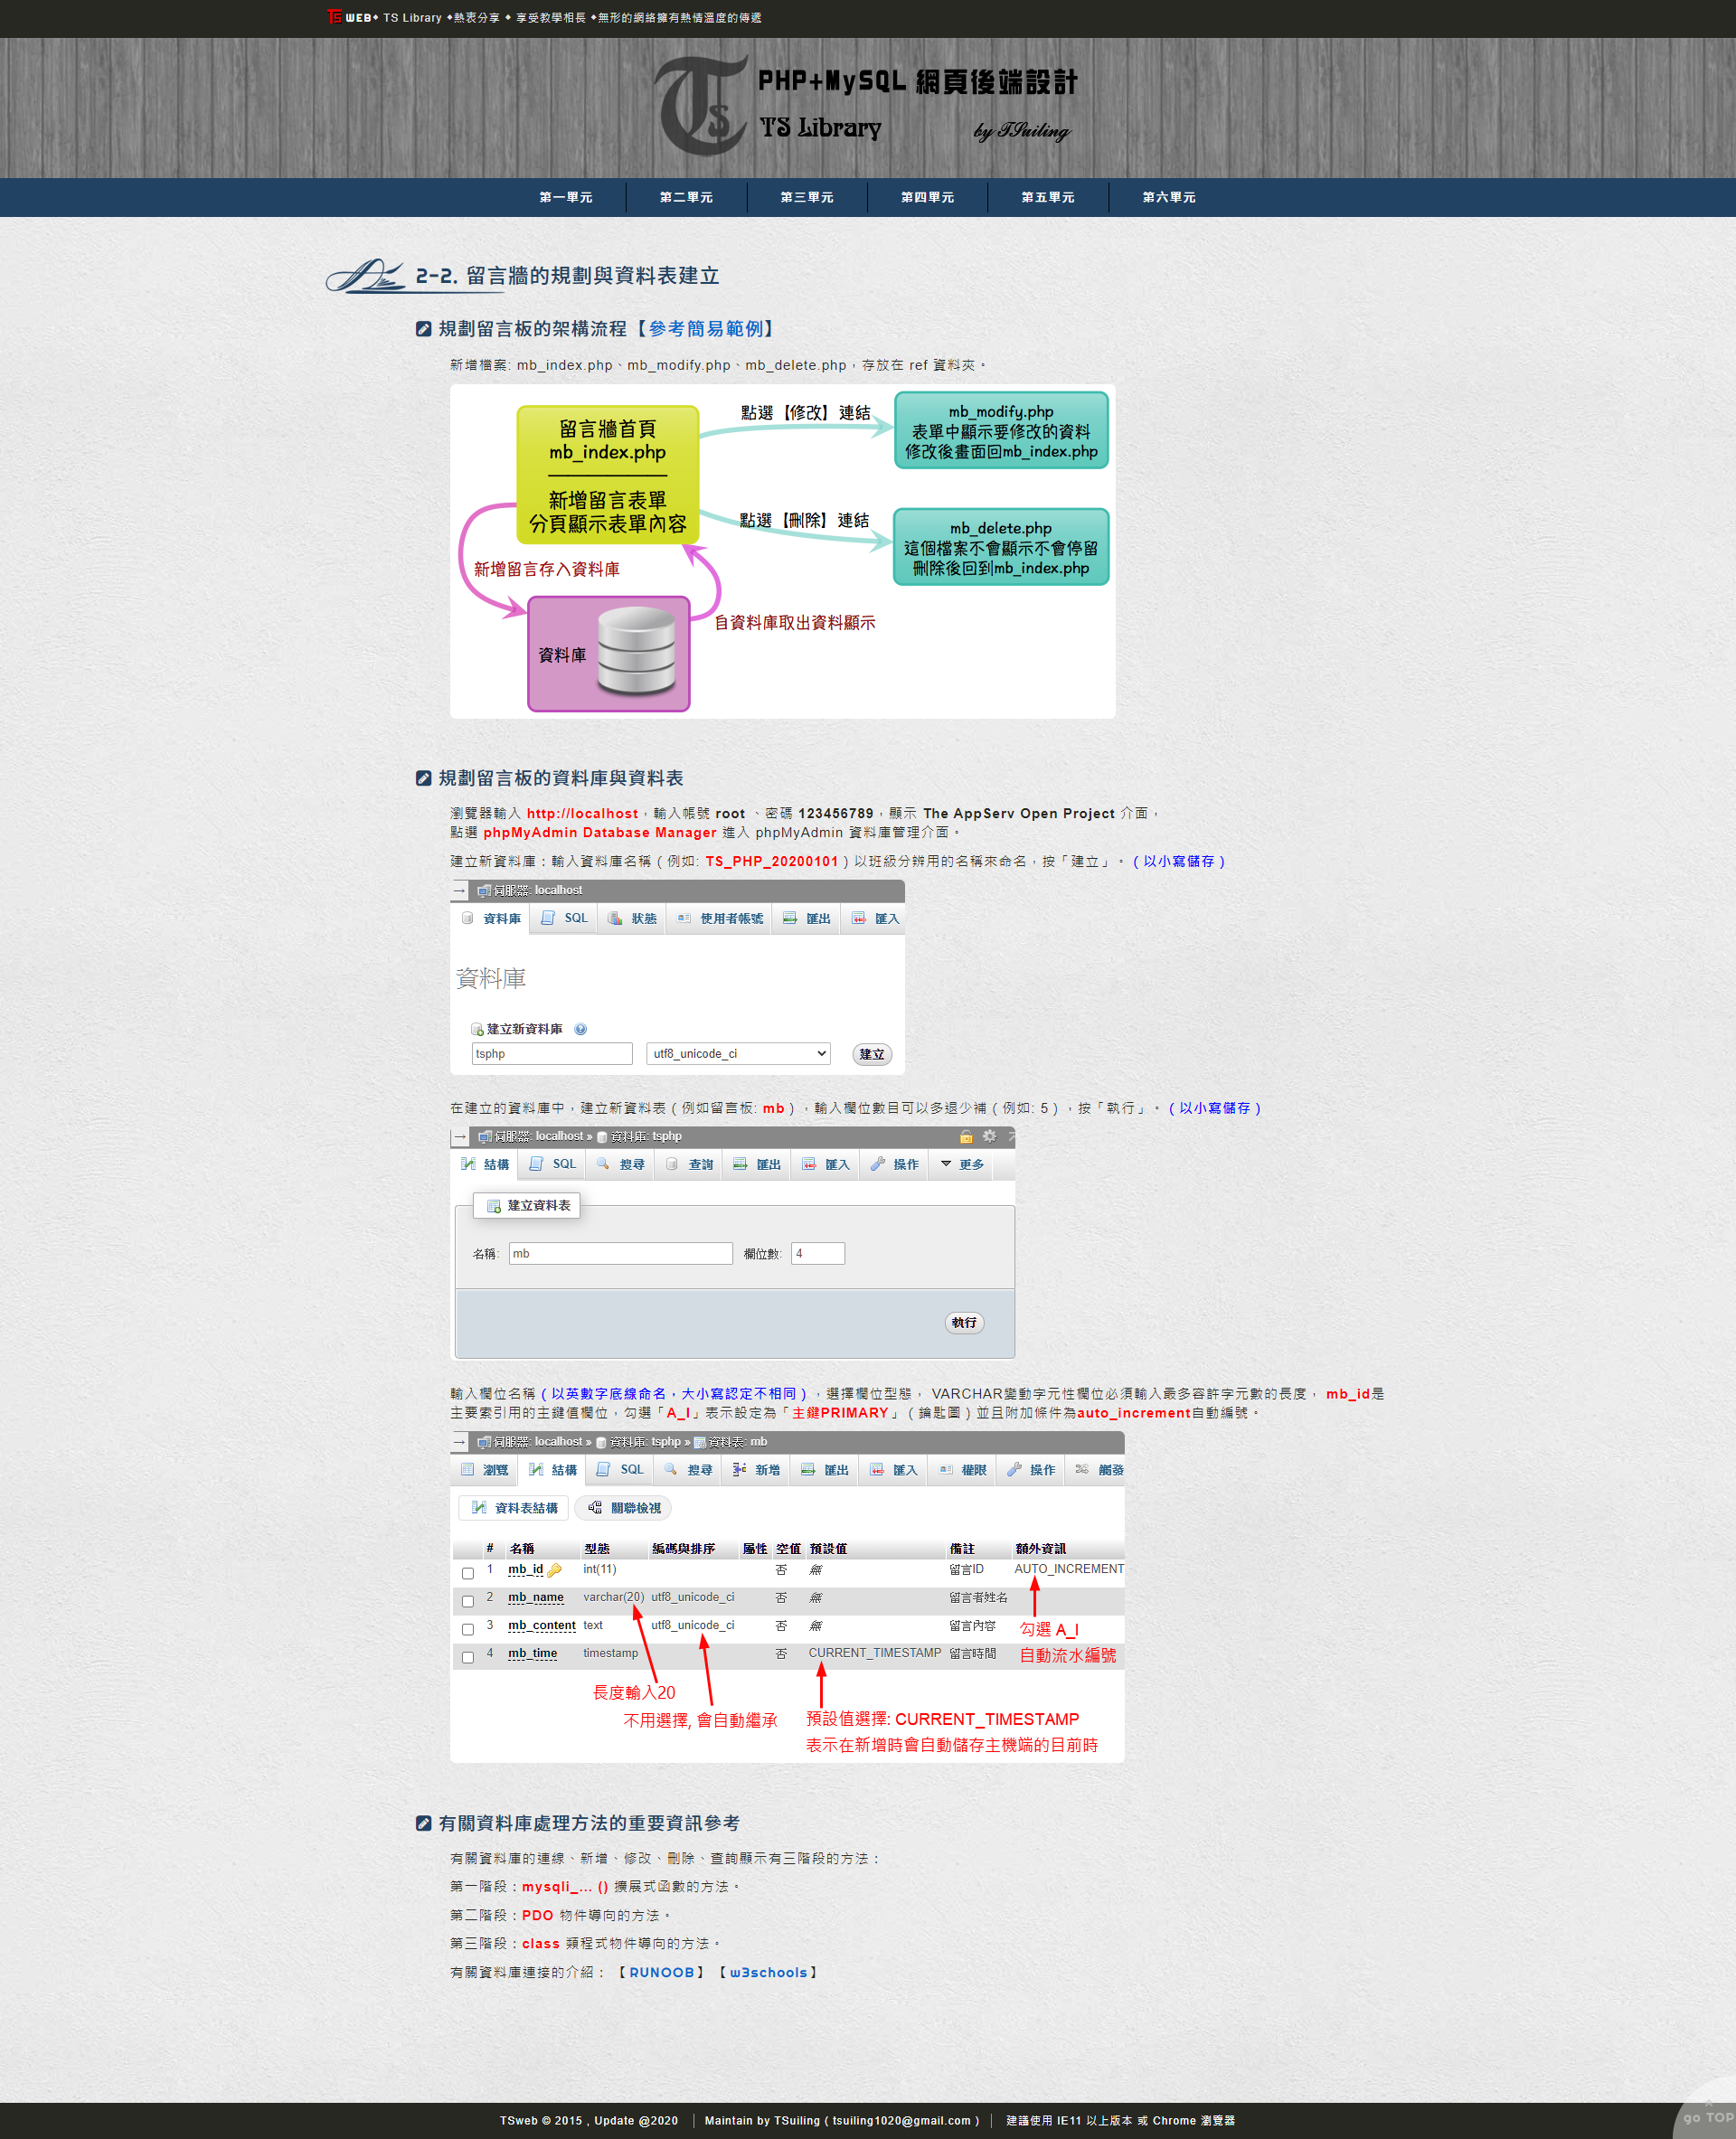 TS WEB◆ TS Library ◆熱衷分享 ◆ 享受教學相長 ◆無形的網絡擁有熱情溫度的傳遞
PHP+MySQL 網頁後端設計
TS Library by TSuiling
第一單元 第二單元 第三單元 第四單元 第五單元 第六單元
2-2. 留言牆的規劃與資料表建立
規劃留言板的架構流程【參考簡易範例】
新增檔案: mb_index.php、mb_modify.php、mb_delete.php，存放在 ref 資料夾。
留言牆首頁
mb_index.php
新增留言表單
分頁顯示表單內容
點選【修改】連結
mb_modify.php
表單中顯示要修改的資料
修改後畫面回mb_index.php
點選【刪除】連結
mb_delete.php
這個檔案不會顯示不會停留
刪除後回到mb_index.php
新增留言存入資料庫
自資料庫取出資料顯示
資料庫
規劃留言板的資料庫與資料表
瀏覽器輸入 http://localhost，輸入帳號 root 、密碼 123456789，顯示 The AppServ Open Project 介面，
點選 phpMyAdmin Database Manager 進入 phpMyAdmin 資料庫管理介面。
建立新資料庫：輸入資料庫名稱（例如: TS_PHP_20200101）以班級分辨用的名稱來命名，按「建立」。（以小寫儲存）
→ 伺服器: localhost
資料庫 SQL 狀態 使用者帳號 匯出 匯入
資料庫
建立新資料庫
tsphp utf8_unicode_ci 建立
在建立的資料庫中，建立新資料表（例如留言板: mb），輸入欄位數目可以多退少補（例如: 5），按「執行」。（以小寫儲存）
→ 伺服器: localhost » 資料庫: tsphp
結構 SQL 搜尋 查詢 匯出 匯入 操作 更多
建立資料表
名稱: mb 欄位數: 4
執行
輸入欄位名稱（以英數字底線命名，大小寫認定不相同），選擇欄位型態， VARCHAR變動字元性欄位必須輸入最多容許字元數的長度， mb_id是
主要索引用的主鍵值欄位，勾選「A_I」表示設定為「主鍵PRIMARY」（鑰匙圖）並且附加條件為auto_increment自動編號。
→ 伺服器: localhost » 資料庫: tsphp » 資料表: mb
瀏覽 結構 SQL 搜尋 新增 匯出 匯入 權限 操作 觸發
資料表結構 關聯檢視
# 名稱 型態 編碼與排序 屬性 空值 預設值 備註 額外資訊
1 mb_id int(11) 否 無 留言ID AUTO_INCREMENT
2 mb_name varchar(20) utf8_unicode_ci 否 無 留言者姓名
3 mb_content text utf8_unicode_ci 否 無 留言內容
4 mb_time timestamp 否 CURRENT_TIMESTAMP 留言時間
勾選 A_I
自動流水編號
長度輸入20
不用選擇, 會自動繼承
預設值選擇: CURRENT_TIMESTAMP
表示在新增時會自動儲存主機端的目前時
有關資料庫處理方法的重要資訊參考
有關資料庫的連線、新增、修改、刪除、查詢顯示有三階段的方法：
第一階段：mysqli_... () 擴展式函數的方法。
第二階段：PDO 物件導向的方法。
第三階段：class 類程式物件導向的方法。
有關資料庫連接的介紹： 【RUNOOB】 【w3schools】
TSweb © 2015 , Update @2020 │ Maintain by TSuiling ( tsuiling1020@gmail.com ) │ 建議使用 IE11 以上版本 或 Chrome 瀏覽器
go TOP